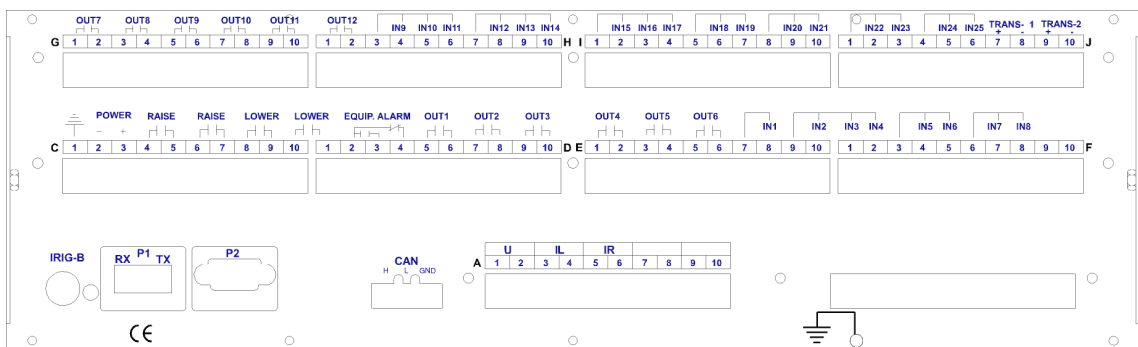 OUT7 OUT8 OUT9 OUT10 OUT11 OUT12 IN9 IN10 IN11 IN12 IN13 IN14 IN15 IN16 IN17 IN18 IN19 IN20 IN21 IN22 IN23 IN24 IN25 TRANS- 1 TRANS-2
+ - + -
G 1 2 3 4 5 6 7 8 9 10 1 2 3 4 5 6 7 8 9 10 H I 1 2 3 4 5 6 7 8 9 10 1 2 3 4 5 6 7 8 9 10 J
POWER RAISE RAISE LOWER LOWER EQUIP. ALARM OUT1 OUT2 OUT3 OUT4 OUT5 OUT6 IN1 IN2 IN3 IN4 IN5 IN6 IN7 IN8
- +
C 1 2 3 4 5 6 7 8 9 10 1 2 3 4 5 6 7 8 9 10 D E 1 2 3 4 5 6 7 8 9 10 1 2 3 4 5 6 7 8 9 10 F
IRIG-B
P1
RX TX
P2
CAN
H L GND
U IL IR
A 1 2 3 4 5 6 7 8 9 10
CE